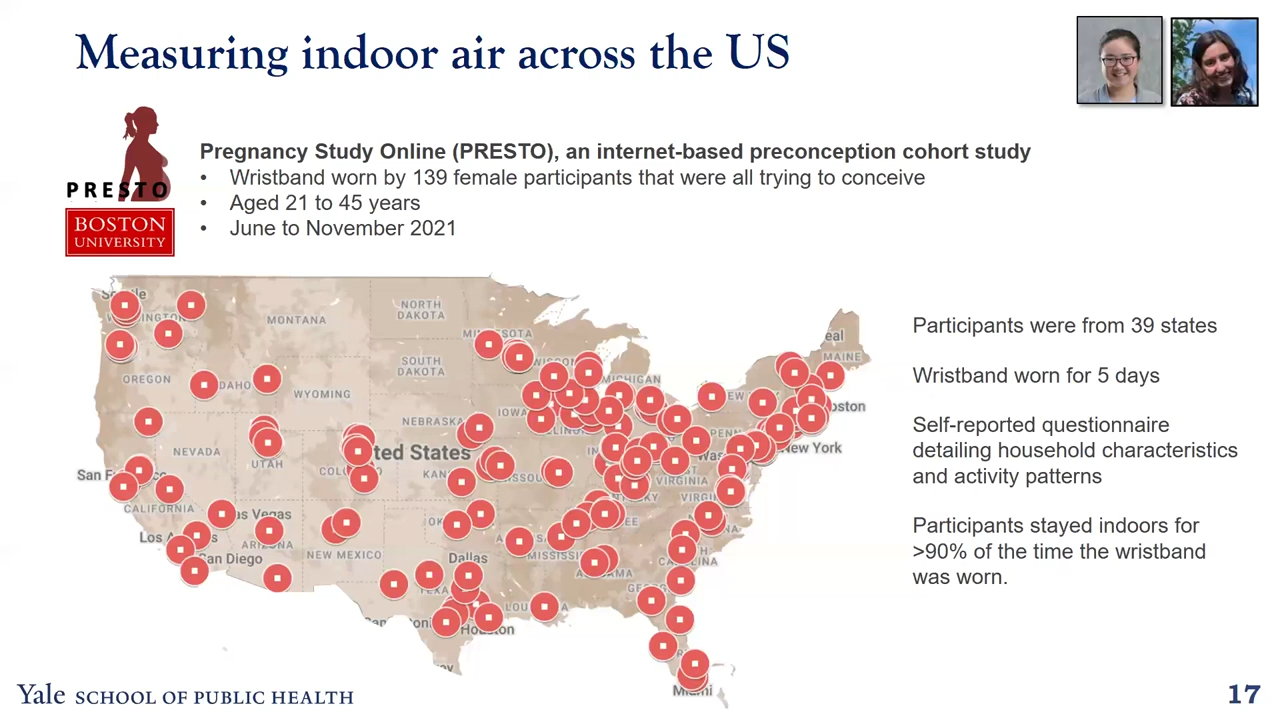 Measuring indoor air across the US
PRESTO
BOSTON
UNIVERSITY
Pregnancy Study Online (PRESTO), an internet-based preconception cohort study
• Wristband worn by 139 female participants that were all trying to conceive
• Aged 21 to 45 years
• June to November 2021
NORTH
DAKOTA
MONTANA
SOUTH
DAKOTA
MAINE
OREGON
WYOMING
MICHIGAN
IOWA
NEBRASKA
NEVADA
UTAH
ted States
New York
CALIFORNIA
VIRGINIA
as Vegas
San Diego
NEW MEXICO
Dallas
Houston
Miami
Participants were from 39 states
Wristband worn for 5 days
Self-reported questionnaire
detailing household characteristics
and activity patterns
Participants stayed indoors for
>90% of the time the wristband
was worn.
Yale SCHOOL OF PUBLIC HEALTH
17